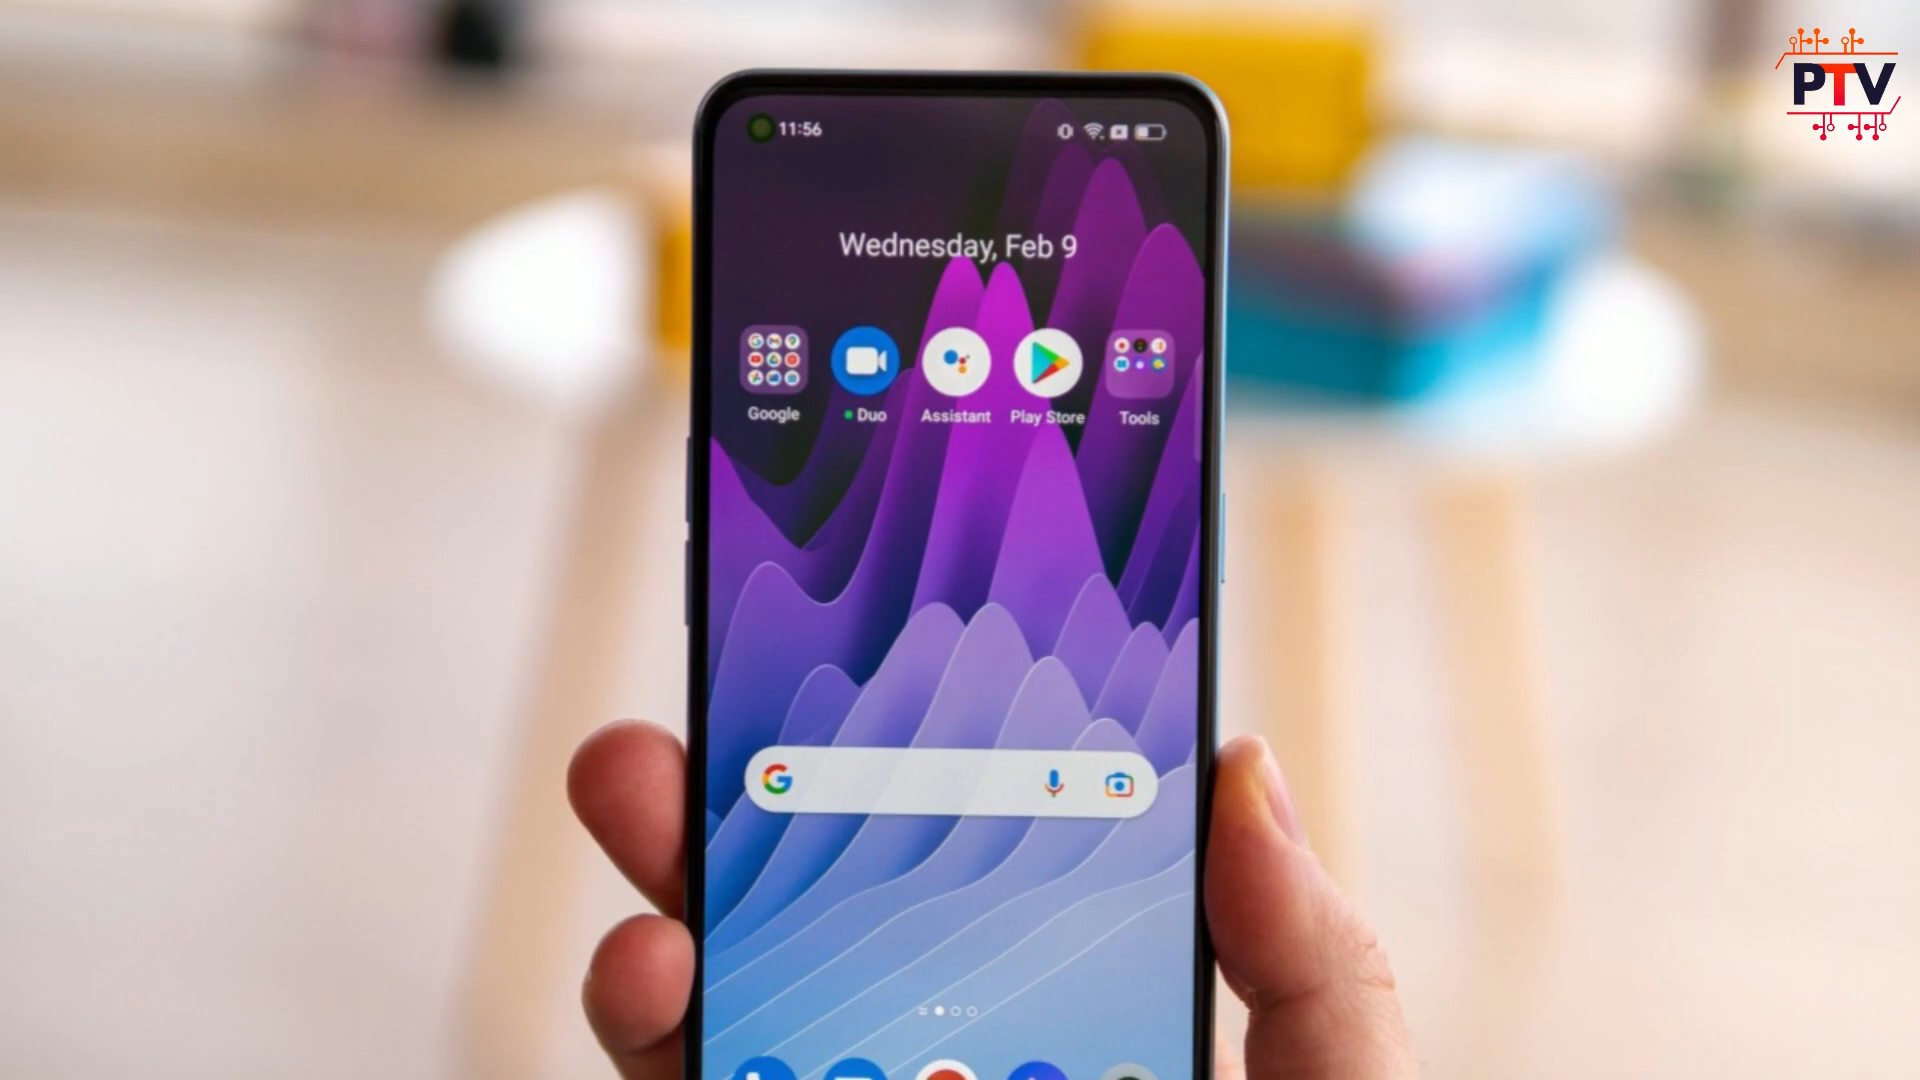 PTV
11:56
Wednesday, Feb 9
Google
Duo
Assistant
Play Store
Tools